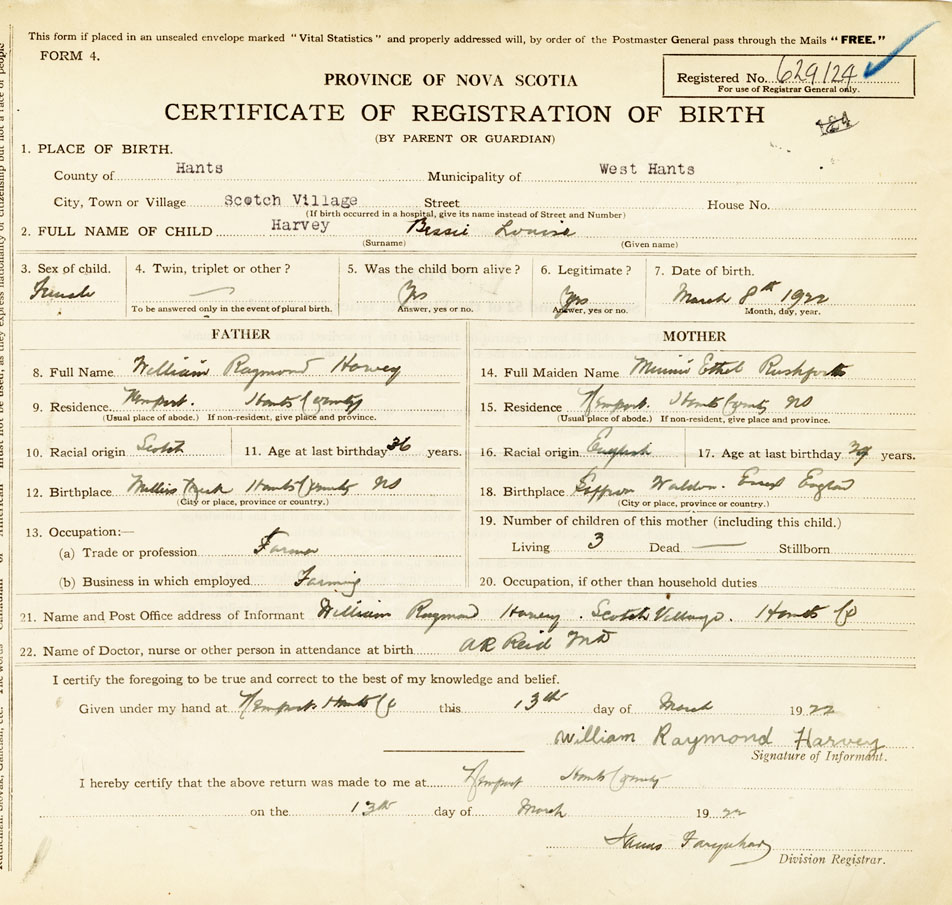 This form if placed in an unsealed envelope marked "Vital Statistics" and properly addressed will, by order of the Postmaster General pass through the Mails "FREE."
FORM 4.
PROVINCE OF NOVA SCOTIA
Registered No. 629124
For use of Registrar General only.
CERTIFICATE OF REGISTRATION OF BIRTH
(BY PARENT OR GUARDIAN)
1. PLACE OF BIRTH.
County of Hants Municipality of West Hants
City, Town or Village Scotch Village Street House No.
(If birth occurred in a hospital, give its name instead of Street and Number)
2. FULL NAME OF CHILD Harvey Bessie Louise
(Surname) (Given name)
3. Sex of child. 4. Twin, triplet or other? 5. Was the child born alive? 6. Legitimate? 7. Date of birth.
Female — Yes Yes March 8th 1922
To be answered only in the event of plural birth. Answer, yes or no. Answer, yes or no. Month, day, year.
FATHER
8. Full Name William Raymond Harvey
9. Residence Newport. Hants County
(Usual place of abode.) If non-resident, give place and province.
10. Racial origin Scotch 11. Age at last birthday 36 years.
12. Birthplace Hants County NS
(City or place, province or country.)
13. Occupation:—
(a) Trade or profession Farmer
(b) Business in which employed Farming
MOTHER
14. Full Maiden Name Minnie Ethel Rushforth
15. Residence Newport. Hants County NS
(Usual place of abode.) If non-resident, give place and province.
16. Racial origin English 17. Age at last birthday years.
18. Birthplace Saffron Walden. Essex England
(City or place, province or country.)
19. Number of children of this mother (including this child.)
Living 3 Dead — Stillborn
20. Occupation, if other than household duties
21. Name and Post Office address of Informant William Raymond Harvey. Scotch Village. Hants Co
22. Name of Doctor, nurse or other person in attendance at birth AR Reid MD
I certify the foregoing to be true and correct to the best of my knowledge and belief.
Given under my hand at Newport. Hants Co this 13th day of March 1922
William Raymond Harvey
Signature of Informant.
I hereby certify that the above return was made to me at Newport Hants County
on the 13th day of March 1922
James Farquhar
Division Registrar.